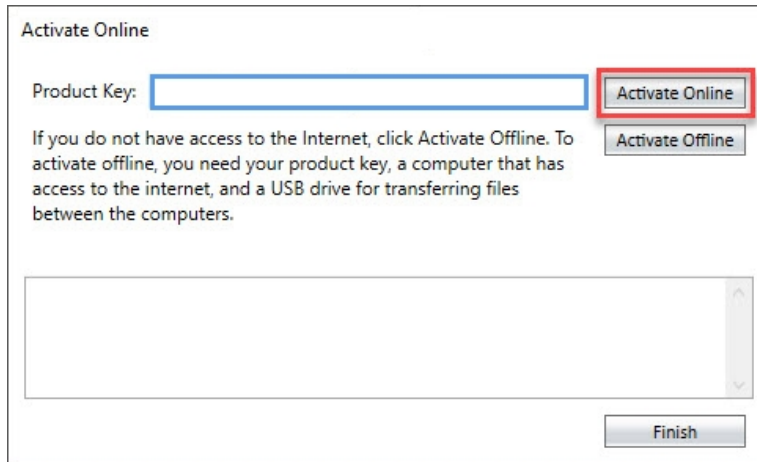 Activate Online
Product Key:
Activate Online
If you do not have access to the Internet, click Activate Offline. To
Activate Offline
activate offline, you need your product key, a computer that has
access to the internet, and a USB drive for transferring files
between the computers.
Finish